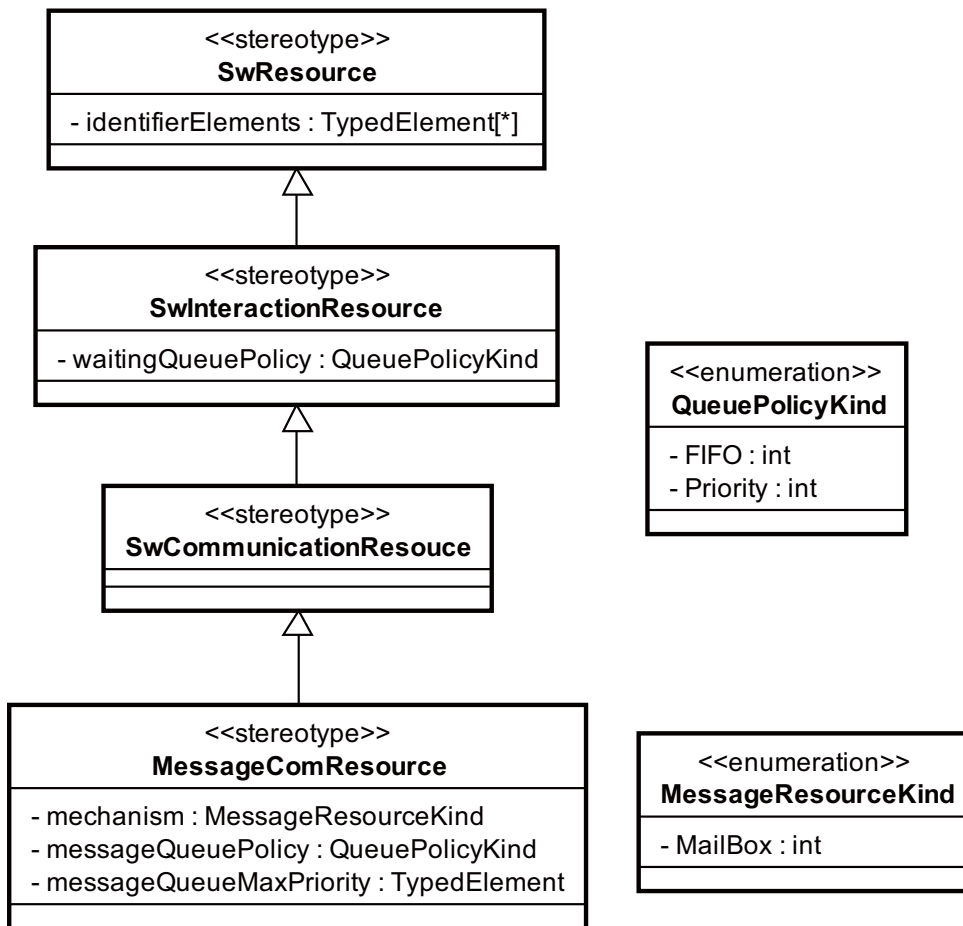 <<stereotype>>
SwResource
- identifierElements : TypedElement[*]
<<stereotype>>
SwInteractionResource
- waitingQueuePolicy : QueuePolicyKind
<<enumeration>>
QueuePolicyKind
- FIFO : int
- Priority : int
<<stereotype>>
SwCommunicationResouce
<<stereotype>>
MessageComResource
- mechanism : MessageResourceKind
- messageQueuePolicy : QueuePolicyKind
- messageQueueMaxPriority : TypedElement
<<enumeration>>
MessageResourceKind
- MailBox : int